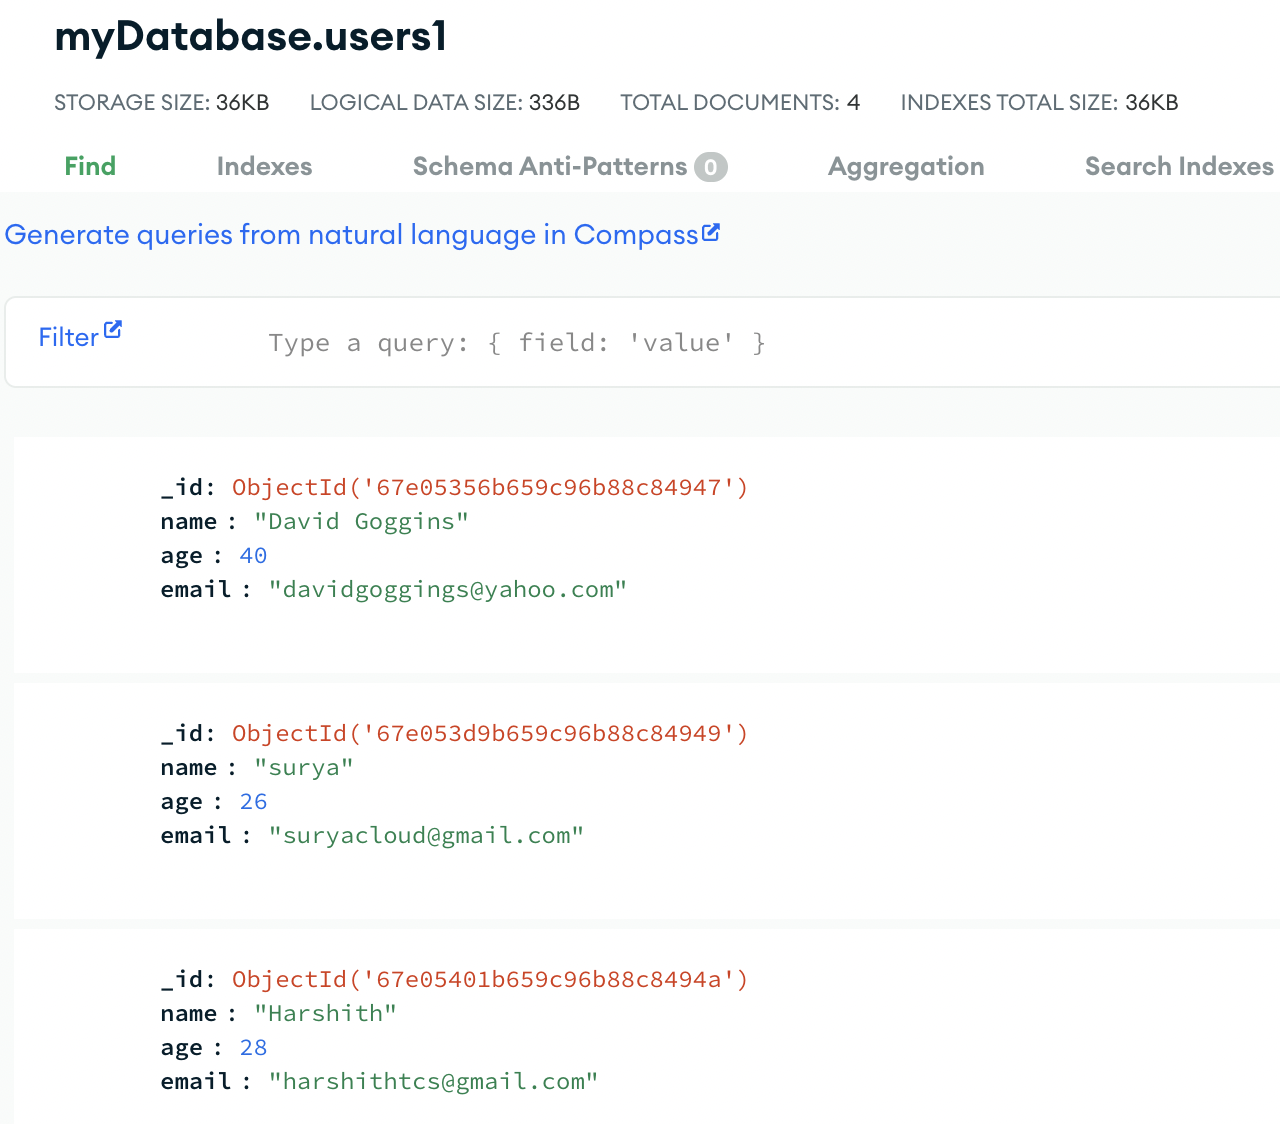 myDatabase.users1
STORAGE SIZE: 36KB LOGICAL DATA SIZE: 336B TOTAL DOCUMENTS: 4 INDEXES TOTAL SIZE: 36KB
Find Indexes Schema Anti-Patterns 0 Aggregation Search Indexes
Generate queries from natural language in Compass
Filter Type a query: { field: 'value' }
_id: ObjectId('67e05356b659c96b88c84947')
name : "David Goggins"
age : 40
email : "davidgoggings@yahoo.com"
_id: ObjectId('67e053d9b659c96b88c84949')
name : "surya"
age : 26
email : "suryacloud@gmail.com"
_id: ObjectId('67e05401b659c96b88c8494a')
name : "Harshith"
age : 28
email : "harshithtcs@gmail.com"